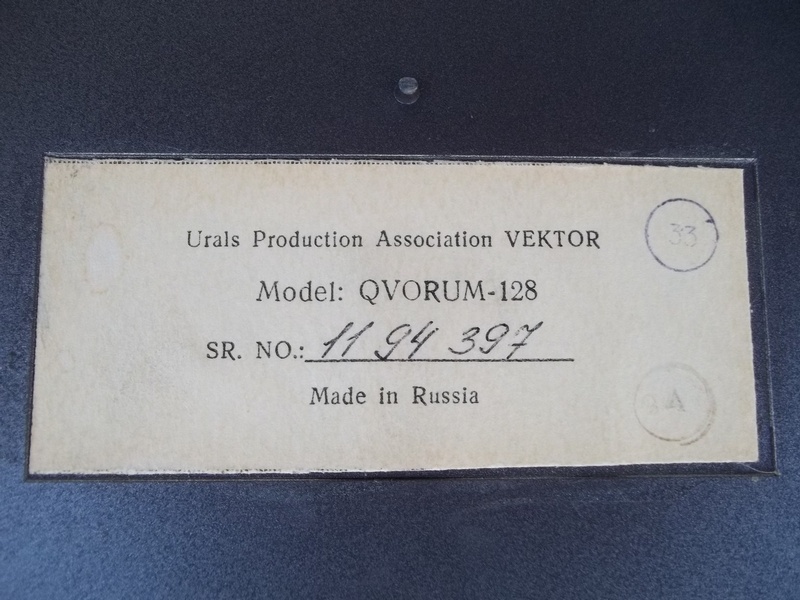 Urals Production Association VEKTOR
33
Model: QVORUM-128
SR. NO.: 11 94 397
Made in Russia